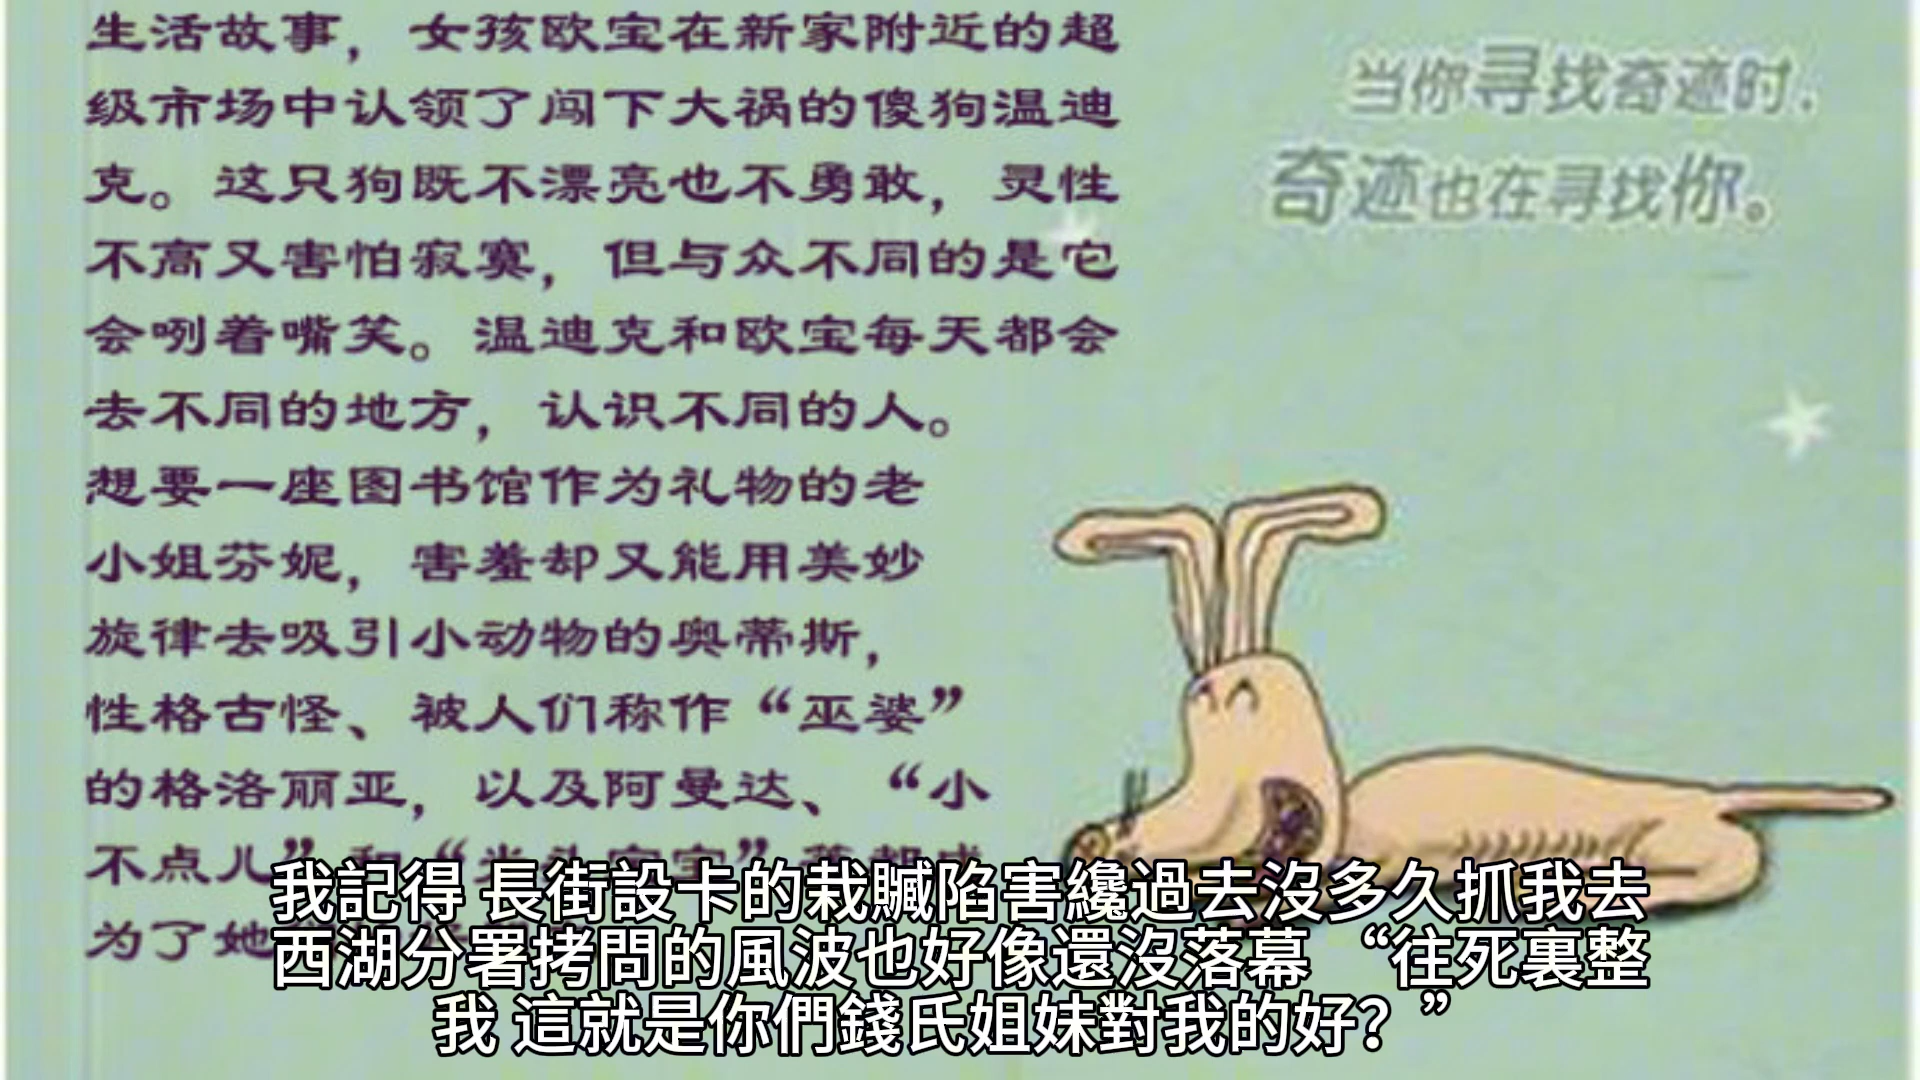 生活故事，女孩欧宝在新家附近的超
级市场中认领了闯下大祸的傻狗温迪
克。这只狗既不漂亮也不勇敢，灵性
不高又害怕寂寞，但与众不同的是它
会咧着嘴笑。温迪克和欧宝每天都会
去不同的地方，认识不同的人。
想要一座图书馆作为礼物的老
小姐芬妮，害羞却又能用美妙
旋律去吸引小动物的奥蒂斯，
性格古怪、被人们称作“巫婆”
的格洛丽亚，以及阿曼达、“小
不点儿”和“
为了她
当你寻找奇迹时，
奇迹也在寻找你。
我記得 長街設卡的栽贓陷害纔過去沒多久抓我去
西湖分署拷問的風波也好像還沒落幕 “往死裏整
我 這就是你們錢氏姐妹對我的好？”